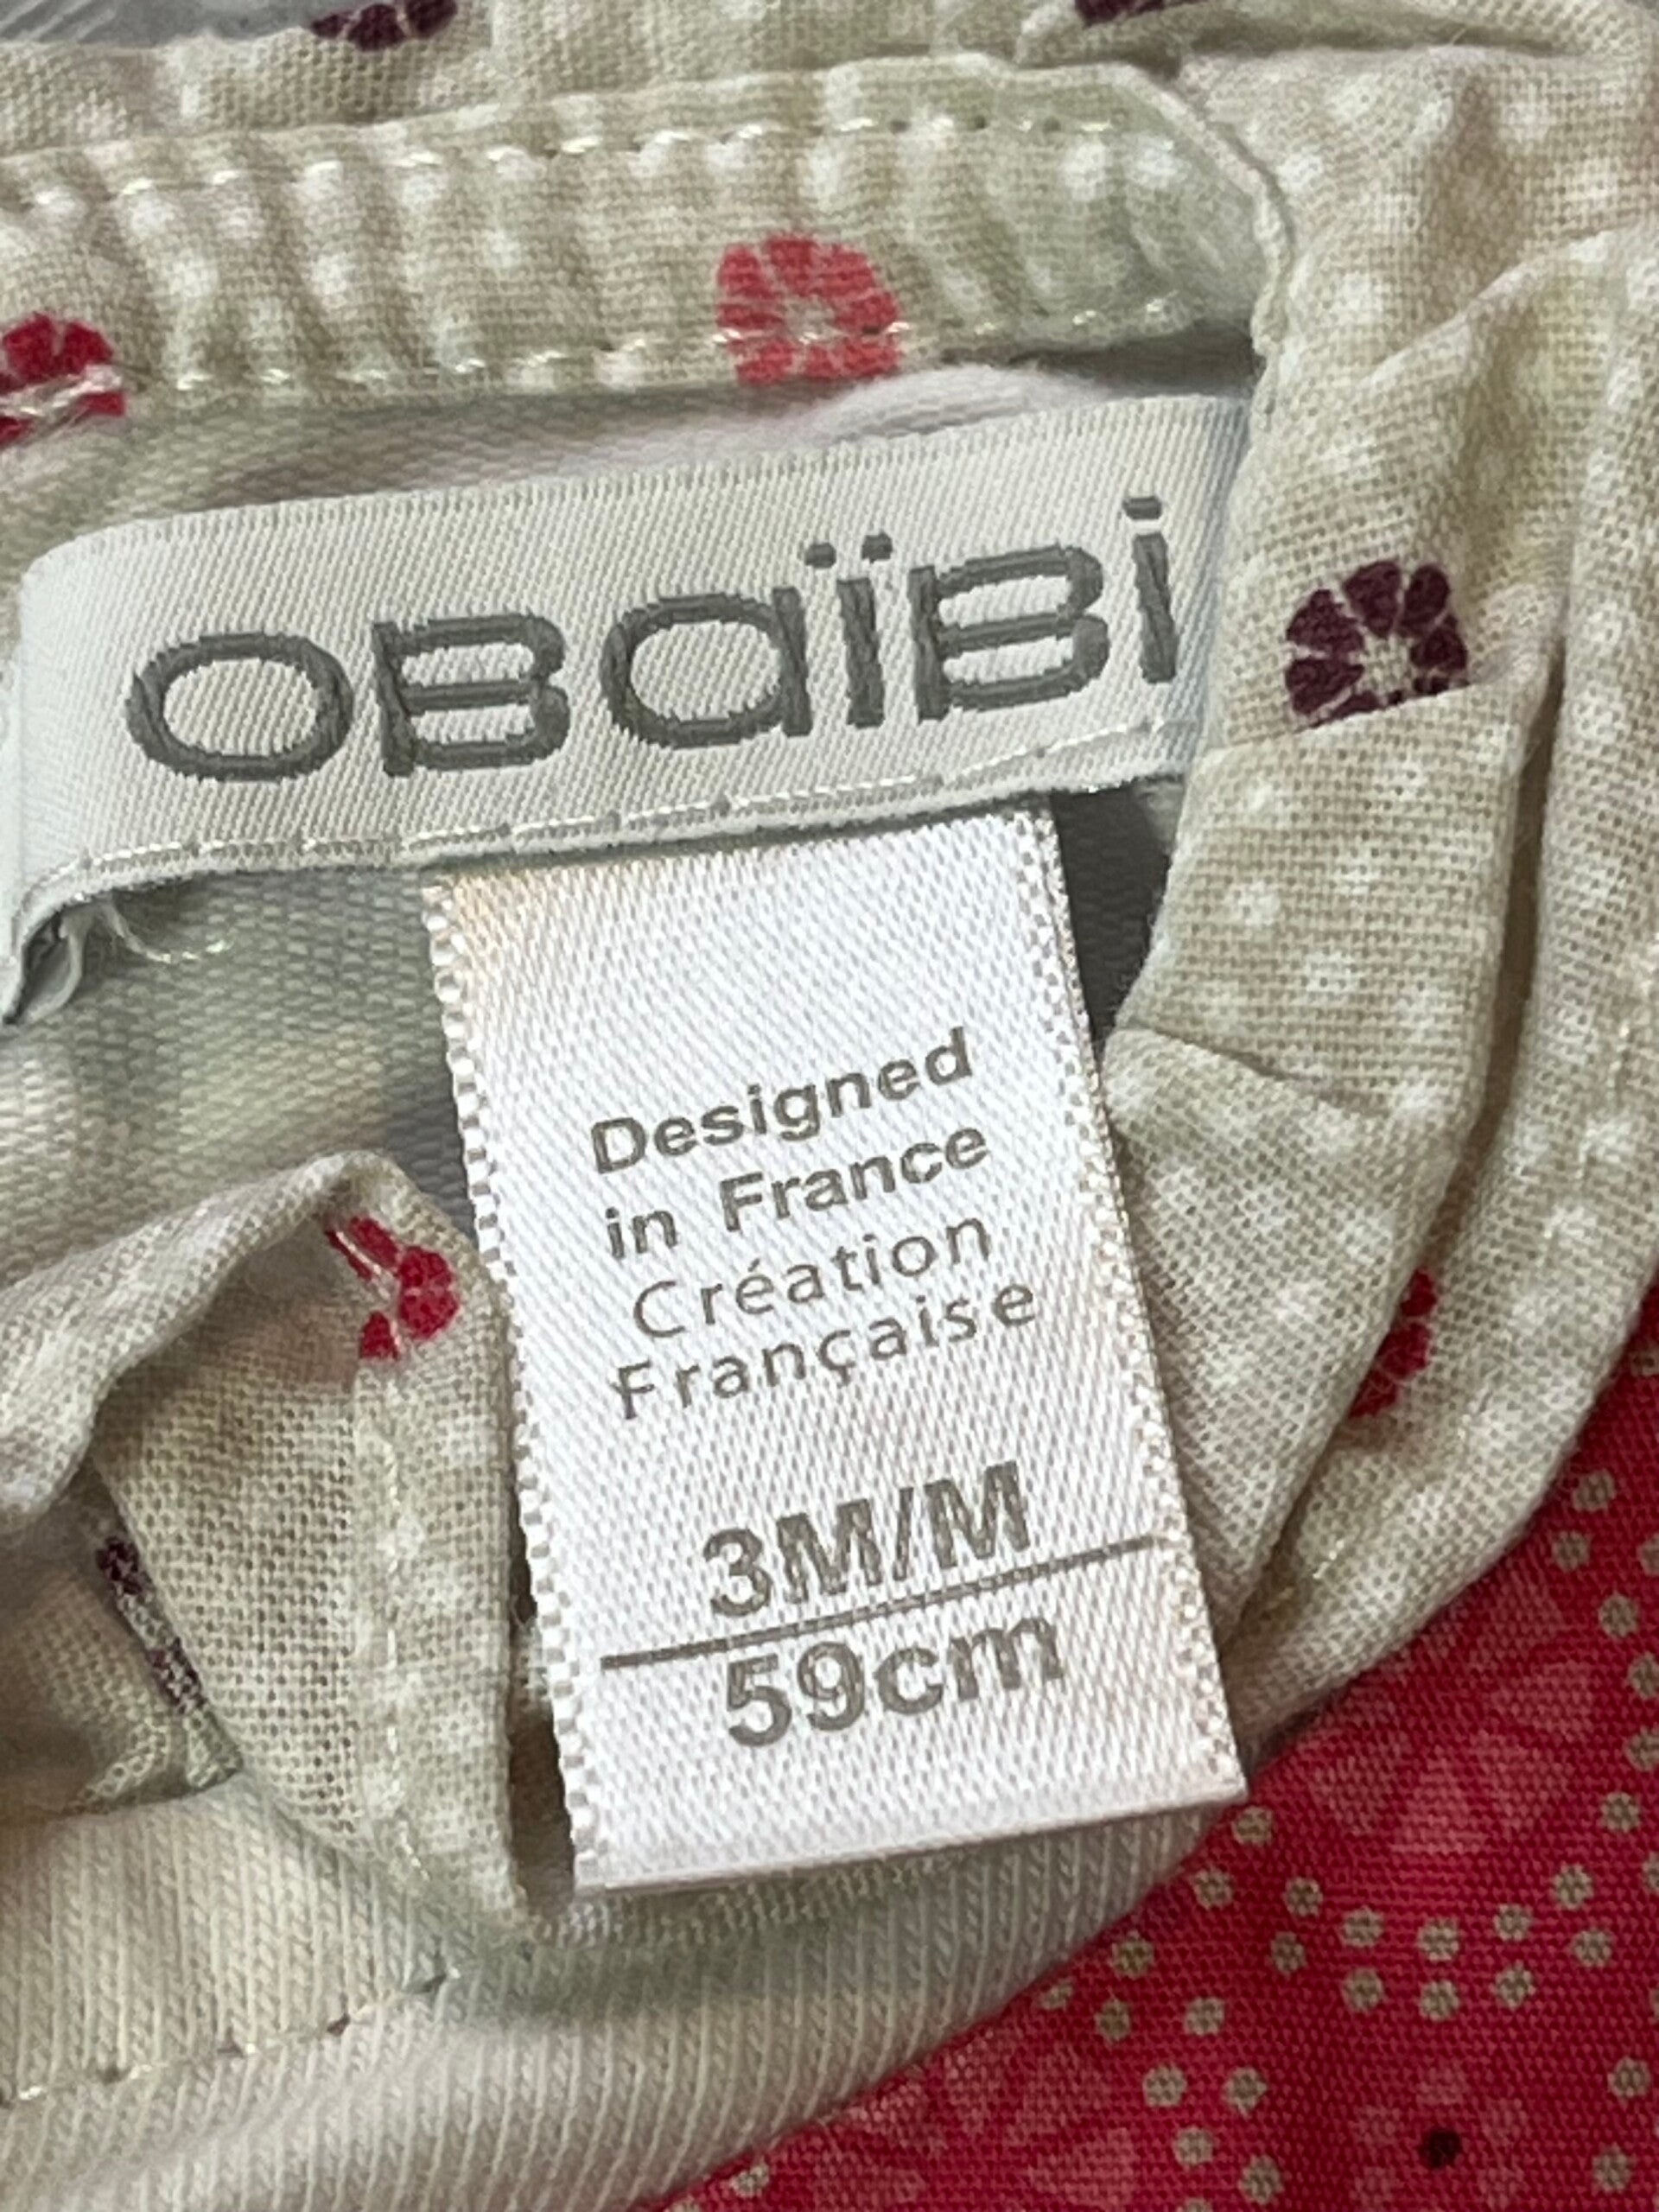 OBaïBi
Designed
in France
Création
Française
3M/M
59cm